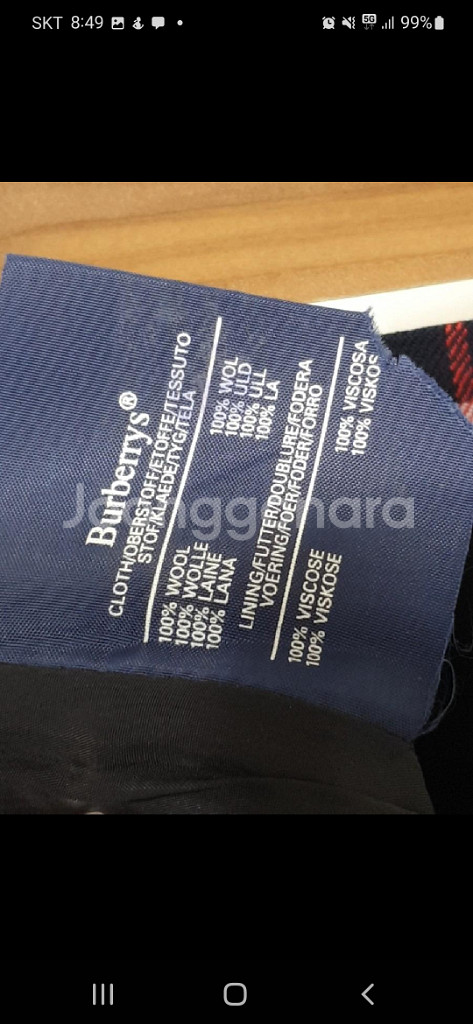 SKT 8:49
5G 99%
Burberrys®
CLOTH/OBERSTOFF/ETOFFE/TESSUTO
STOF/KLAEDE/TYG/TELA
100% WOOL 100% WOL
100% WOLLE 100% ULD
100% LAINE 100% ULL
100% LANA 100% LA
LINING/FUTTER/DOUBLURE/FODERA
VOERING/FOER/FODER/FORRO
100% VISCOSE 100% VISCOSA
100% VISKOSE 100% VISKOS
Joonggonara